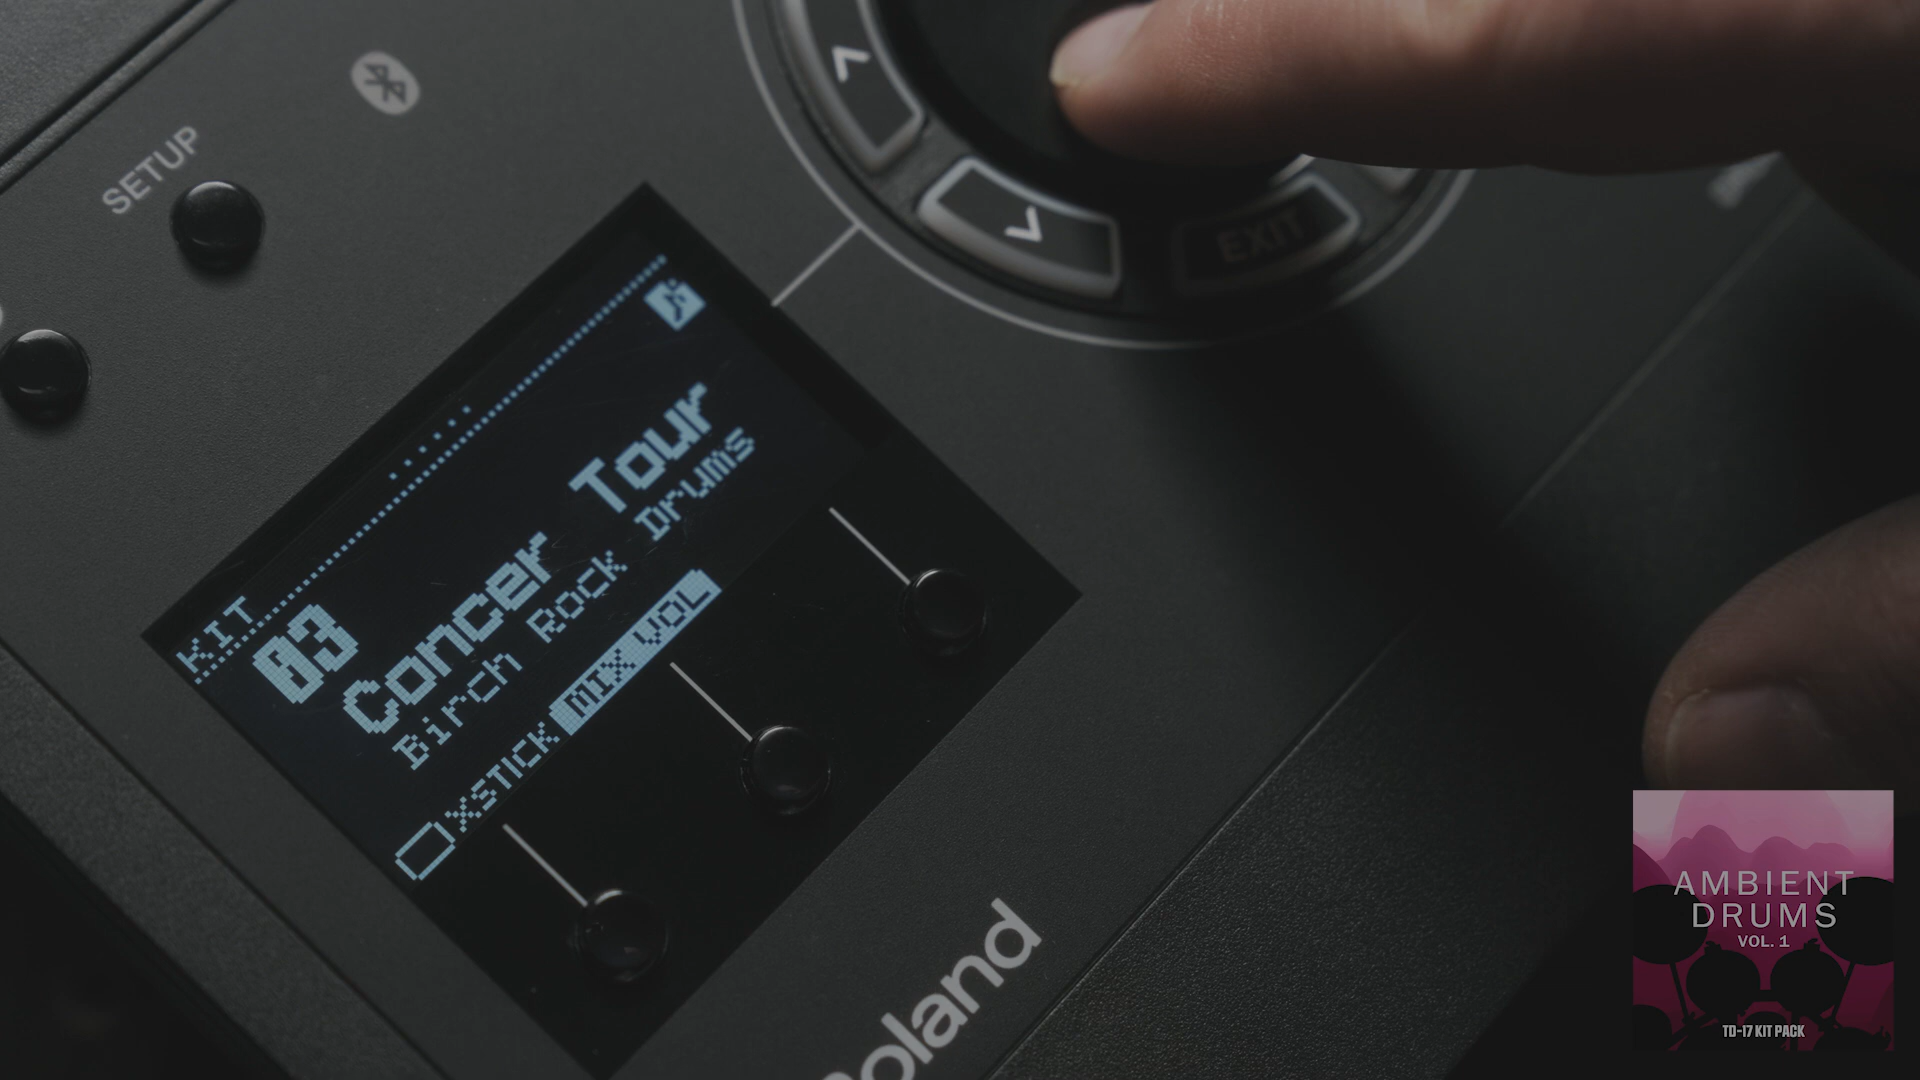 SETUP
EXIT
KIT
03
Concer Tour
Birch Rock Drums
XSTICK MIX VOL
Roland
AMBIENT
DRUMS
VOL. 1
TD-17 KIT PACK